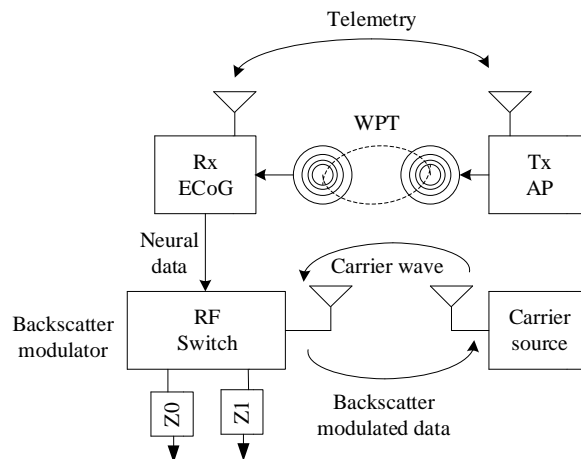 Telemetry
WPT
Rx
ECoG
Tx
AP
Neural
data
Carrier wave
Backscatter
modulator
RF
Switch
Carrier
source
Z0
Z1
Backscatter
modulated data